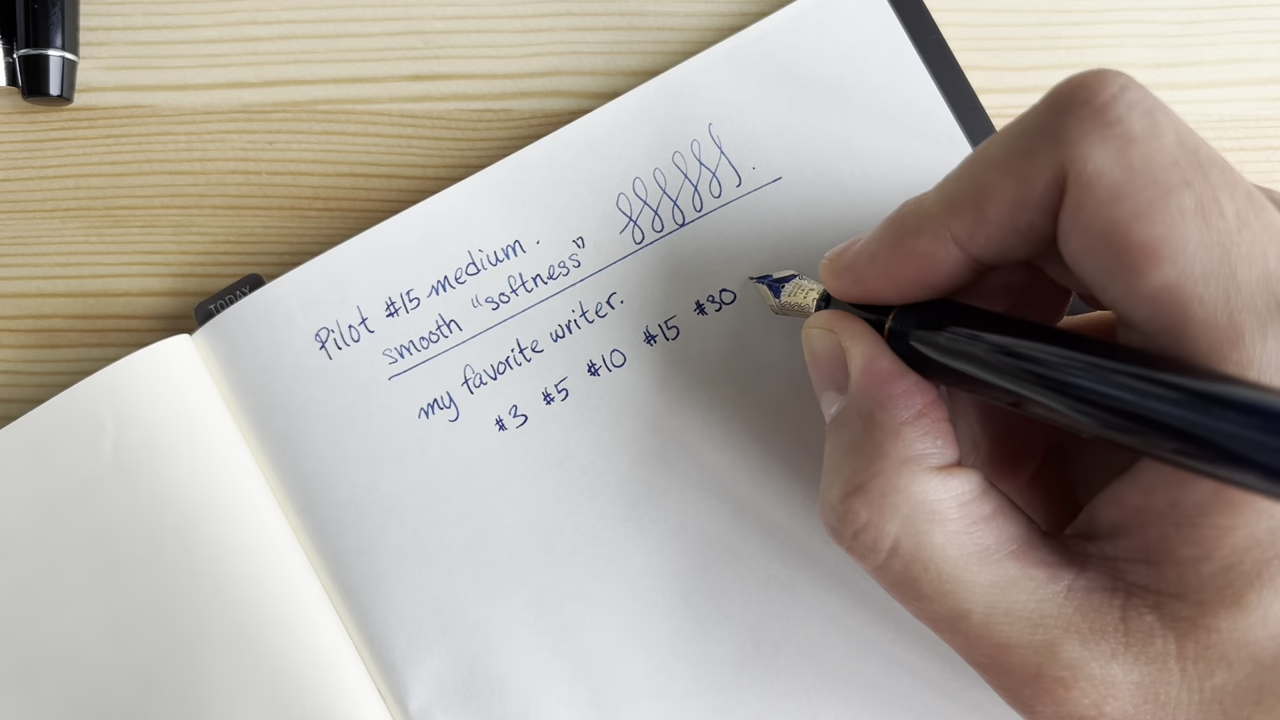 Pilot #15 medium.
smooth "softness"
my favorite writer.
#3 #5 #10 #15 #30
TODAY